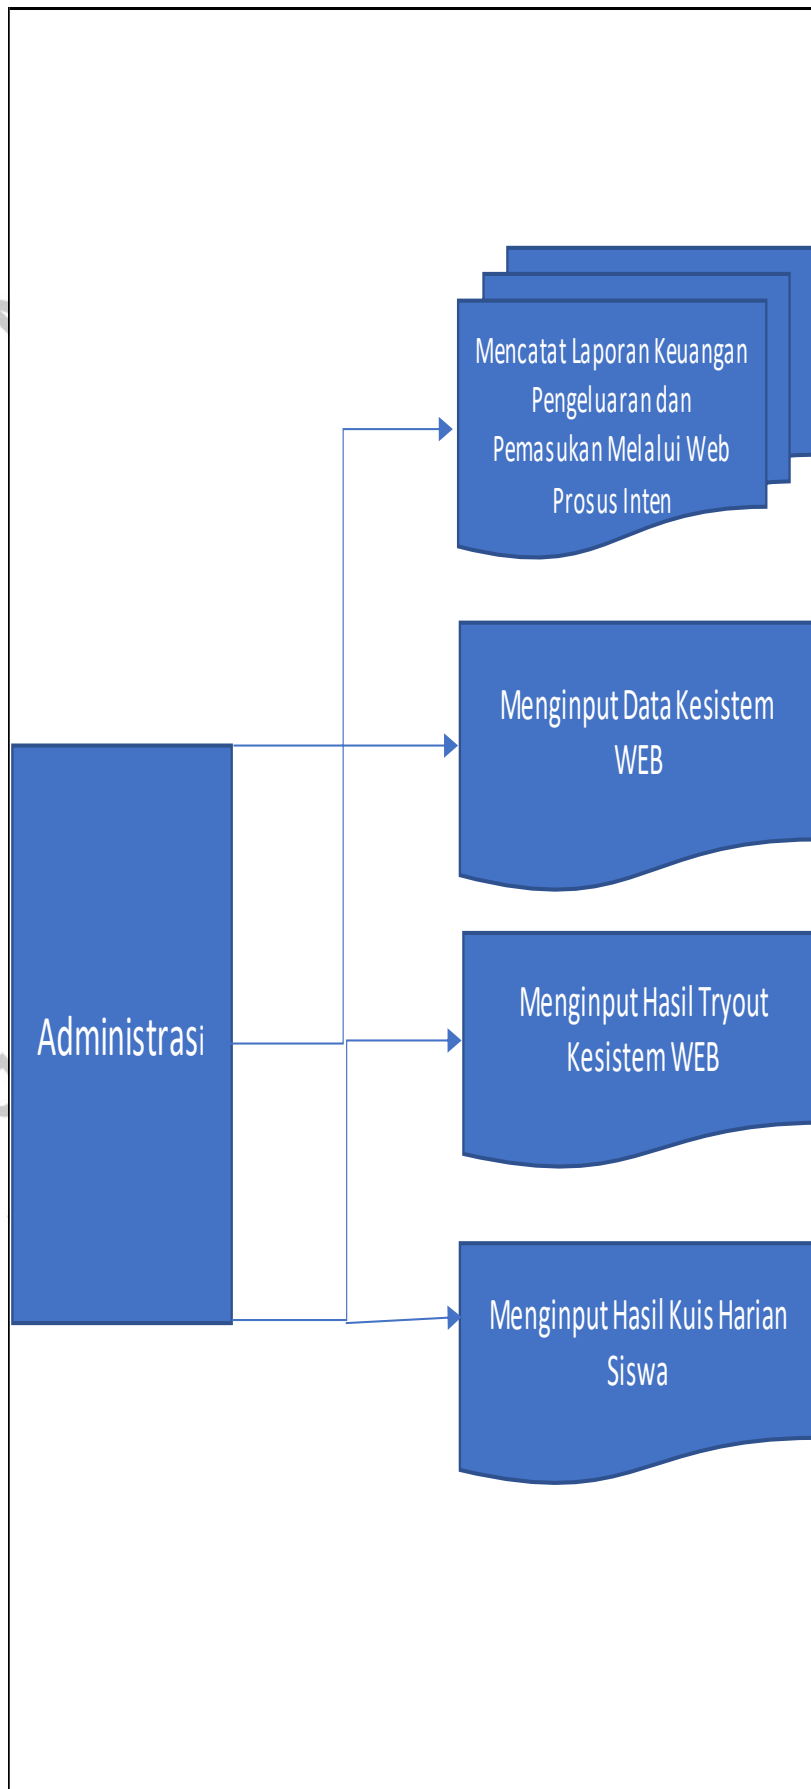 Mencatat Laporan Keuangan
Pengeluaran dan
Pemasukan Melalui Web
Prosus Inten
Menginput Data Kesistem
WEB
Administrasi
Menginput Hasil Tryout
Kesistem WEB
Menginput Hasil Kuis Harian
Siswa